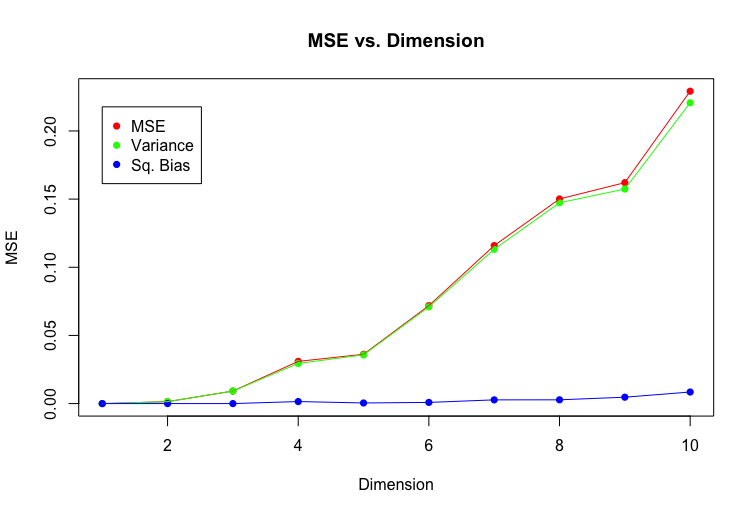 MSE vs. Dimension
MSE
Variance
Sq. Bias
MSE
0.20
0.15
0.10
0.05
0.00
2 4 6 8 10
Dimension